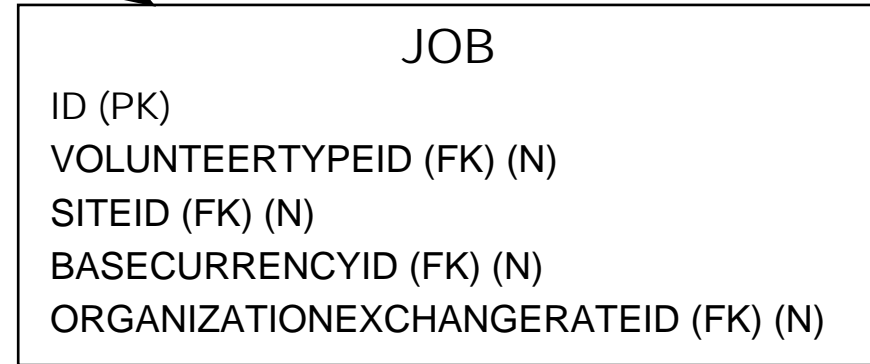 JOB
ID (PK)
VOLUNTEERTYPEID (FK) (N)
SITEID (FK) (N)
BASECURRENCYID (FK) (N)
ORGANIZATIONEXCHANGERATEID (FK) (N)